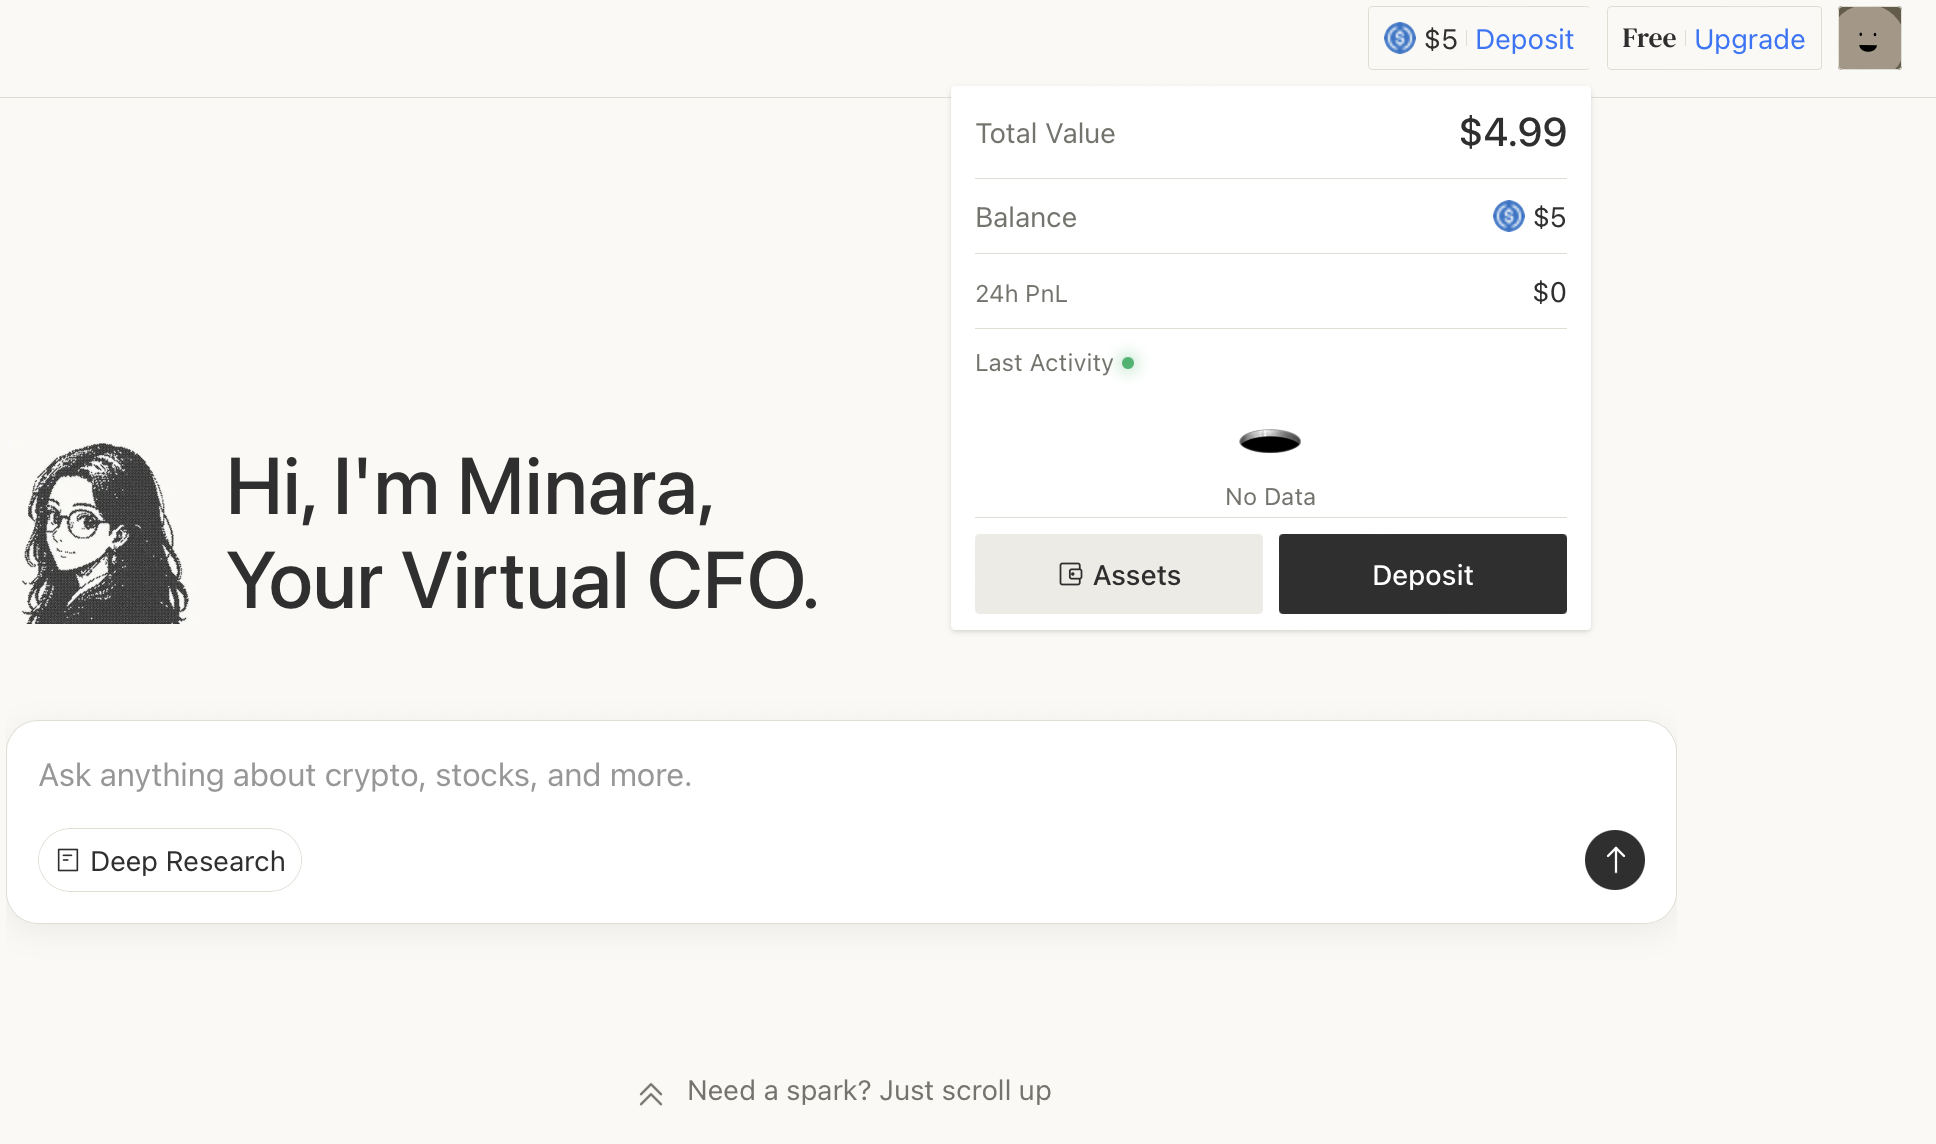 $5 Deposit
Free Upgrade
Total Value $4.99
Balance $5
24h PnL $0
Last Activity
No Data
Assets Deposit
Hi, I'm Minara,
Your Virtual CFO.
Ask anything about crypto, stocks, and more.
Deep Research
Need a spark? Just scroll up